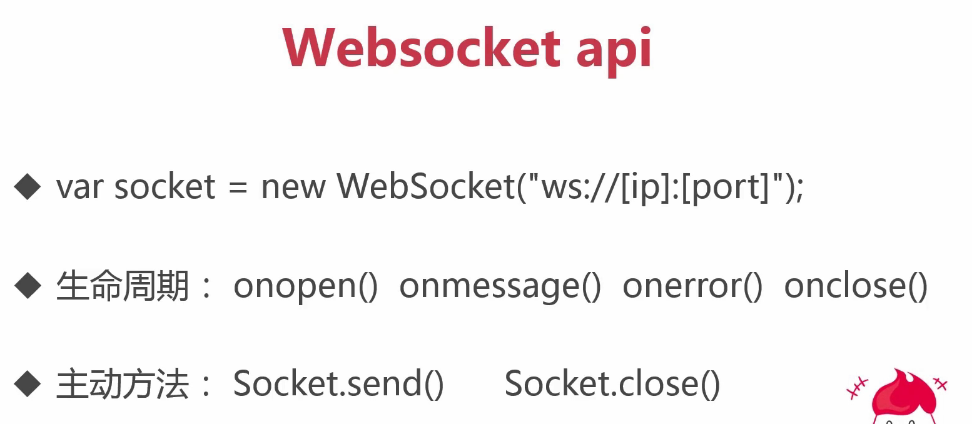 Websocket api
◆ var socket = new WebSocket("ws://[ip]:[port]");
◆ 生命周期： onopen() onmessage() onerror() onclose()
◆ 主动方法： Socket.send() Socket.close()